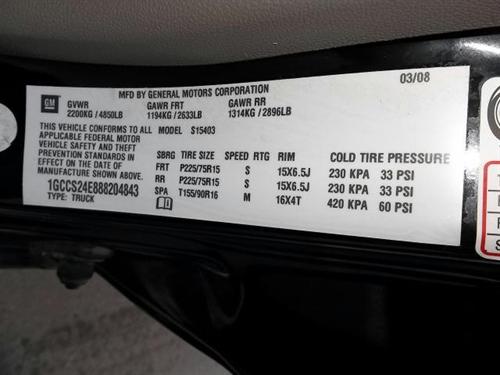 MFD BY GENERAL MOTORS CORPORATION
03/08
GM
GVWR GAWR FRT GAWR RR
2200KG / 4850LB 1194KG / 2633LB 1314KG / 2896LB
THIS VEHICLE CONFORMS TO ALL MODEL S15403
APPLICABLE FEDERAL MOTOR
VEHICLE SAFETY AND THEFT
PREVENTION STANDARDS
IN EFFECT ON THE DATE OF
MANUFACTURE SHOWN ABOVE.
1GCCS24E888204843
TYPE: TRUCK
SBRG TIRE SIZE SPEED RTG RIM COLD TIRE PRESSURE
FRT P225/75R15 S 15X6.5J 230 KPA 33 PSI
RR P225/75R15 S 15X6.5J 230 KPA 33 PSI
SPA T155/90R16 M 16X4T 420 KPA 60 PSI